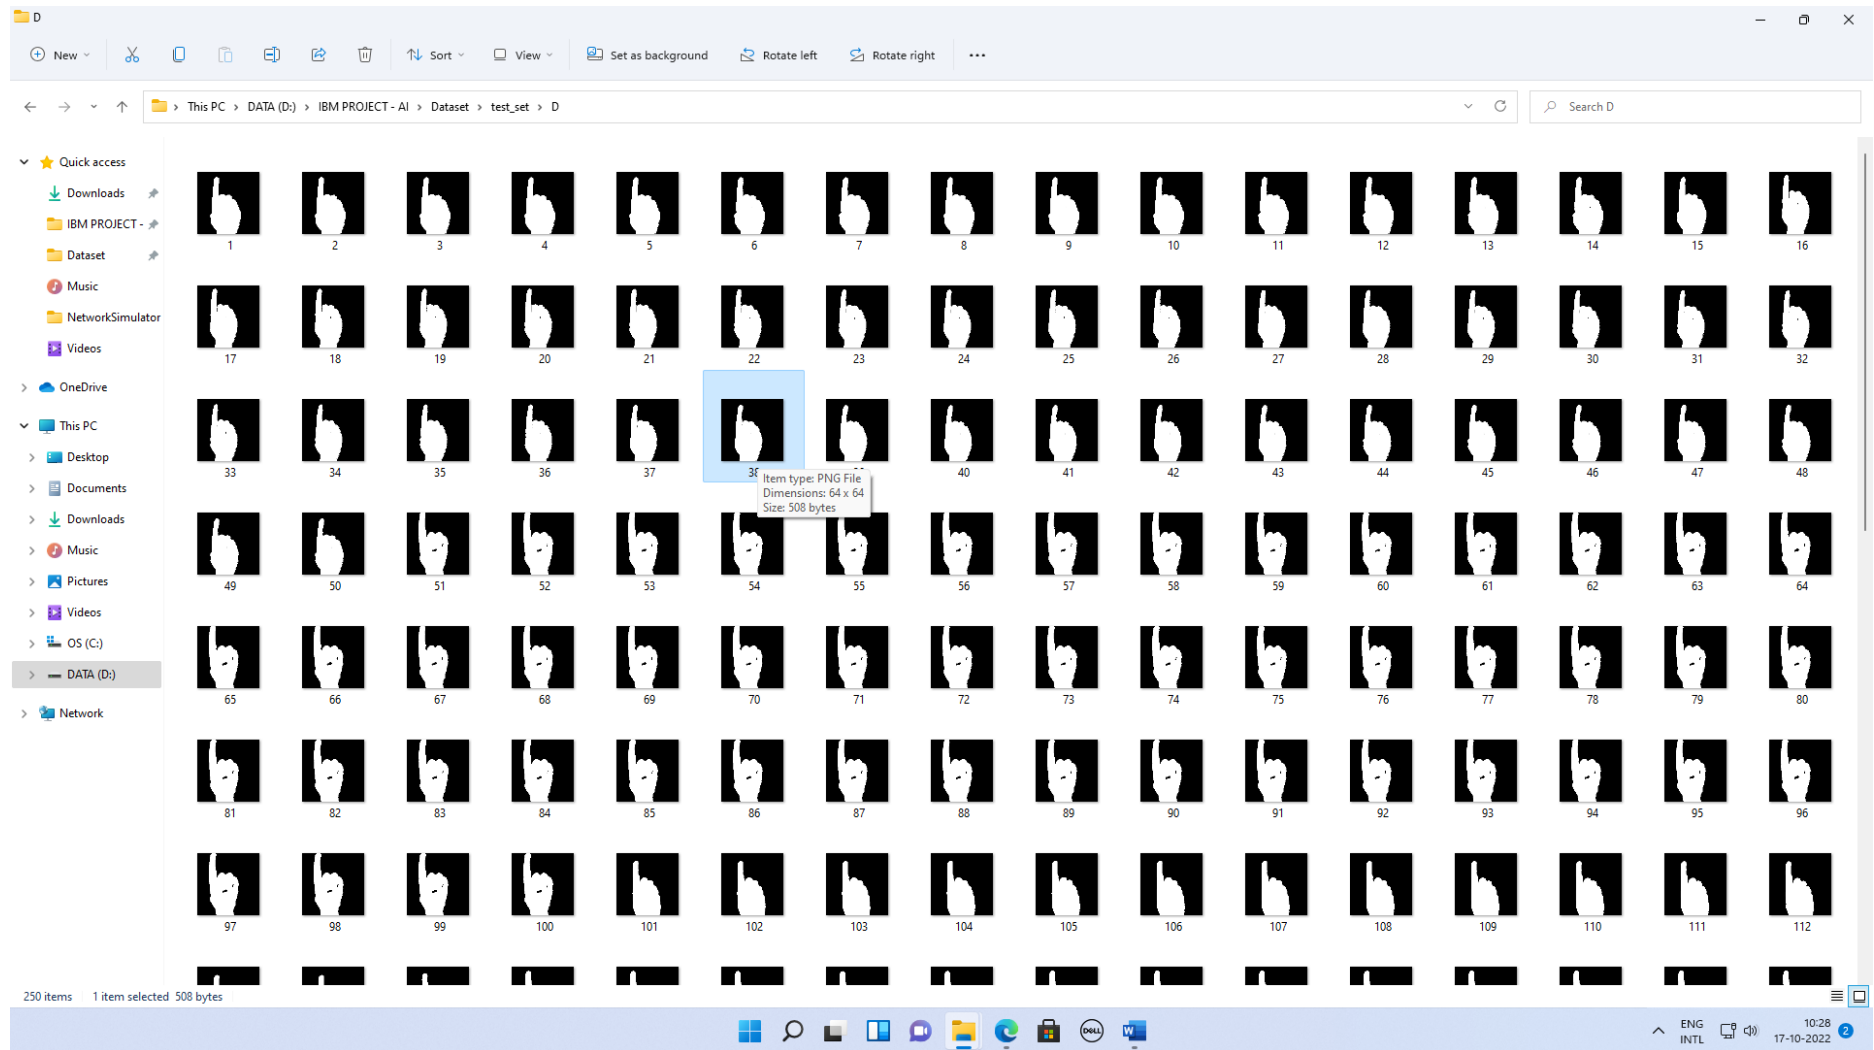 D
New
Sort
View
Set as background
Rotate left
Rotate right
This PC > DATA (D:) > IBM PROJECT - AI > Dataset > test_set > D
Search D
Quick access
Downloads
IBM PROJECT -
Dataset
Music
NetworkSimulator
Videos
OneDrive
This PC
Desktop
Documents
Downloads
Music
Pictures
Videos
OS (C:)
DATA (D:)
Network
1 2 3 4 5 6 7 8 9 10 11 12 13 14 15 16
17 18 19 20 21 22 23 24 25 26 27 28 29 30 31 32
33 34 35 36 37 38 40 41 42 43 44 45 46 47 48
Item type: PNG File
Dimensions: 64 x 64
Size: 508 bytes
49 50 51 52 53 54 55 56 57 58 59 60 61 62 63 64
65 66 67 68 69 70 71 72 73 74 75 76 77 78 79 80
81 82 83 84 85 86 87 88 89 90 91 92 93 94 95 96
97 98 99 100 101 102 103 104 105 106 107 108 109 110 111 112
250 items 1 item selected 508 bytes
DELL
W
ENG
INTL
10:28
17-10-2022
2